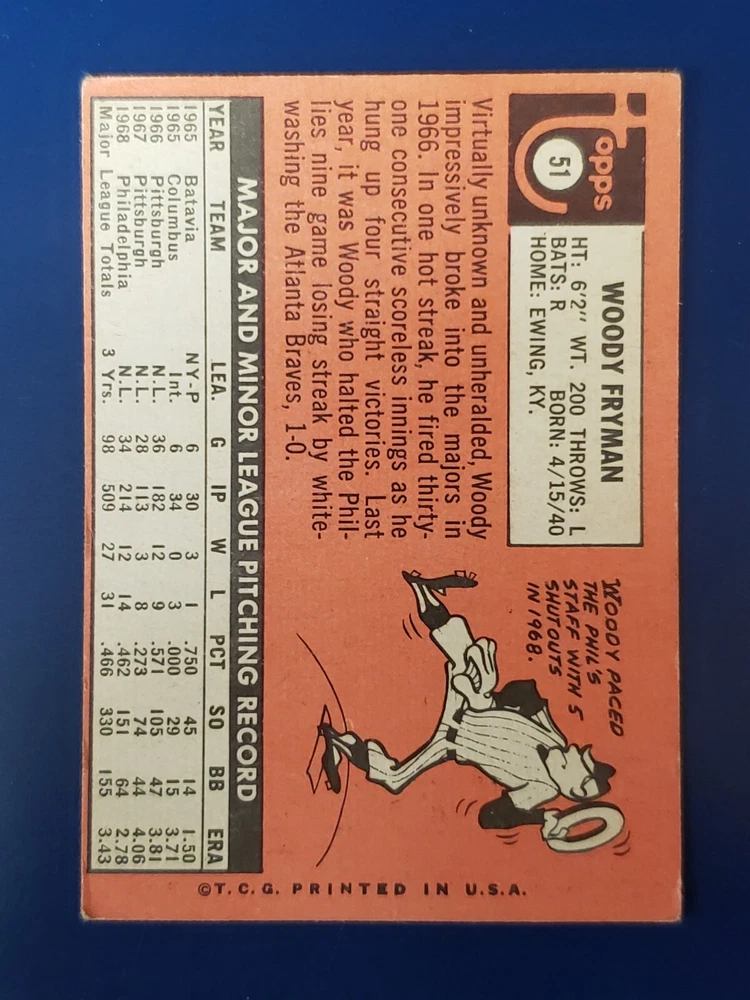 Topps
51
WOODY FRYMAN
HT: 6'2" WT. 200 THROWS: L
BATS: R BORN: 4/15/40
HOME: EWING, KY.
Virtually unknown and unheralded, Woody
impressively broke into the majors in
1966. In one hot streak, he fired thirty-
one consecutive scoreless innings as he
hung up four straight victories. Last
year, it was Woody who halted the Phil-
lies nine game losing streak by white-
washing the Atlanta Braves, 1-0.
WOODY PACED
THE PHIL'S
STAFF WITH 5
SHUTOUTS
IN 1968.
MAJOR AND MINOR LEAGUE PITCHING RECORD
YEAR TEAM LEA. G IP W L PCT SO BB ERA
1965 Batavia NY-P 6 30 3 1 .750 45 14 1.50
1965 Columbus Int. 6 34 0 3 .000 29 15 3.71
1966 Pittsburgh N.L. 36 182 12 9 .571 105 47 3.81
1967 Pittsburgh N.L. 28 113 3 8 .273 74 44 4.06
1968 Philadelphia N.L. 34 214 12 14 .462 151 64 2.78
Major League Totals 3 Yrs. 98 509 27 31 .466 330 155 3.43
©T.C.G. PRINTED IN U.S.A.